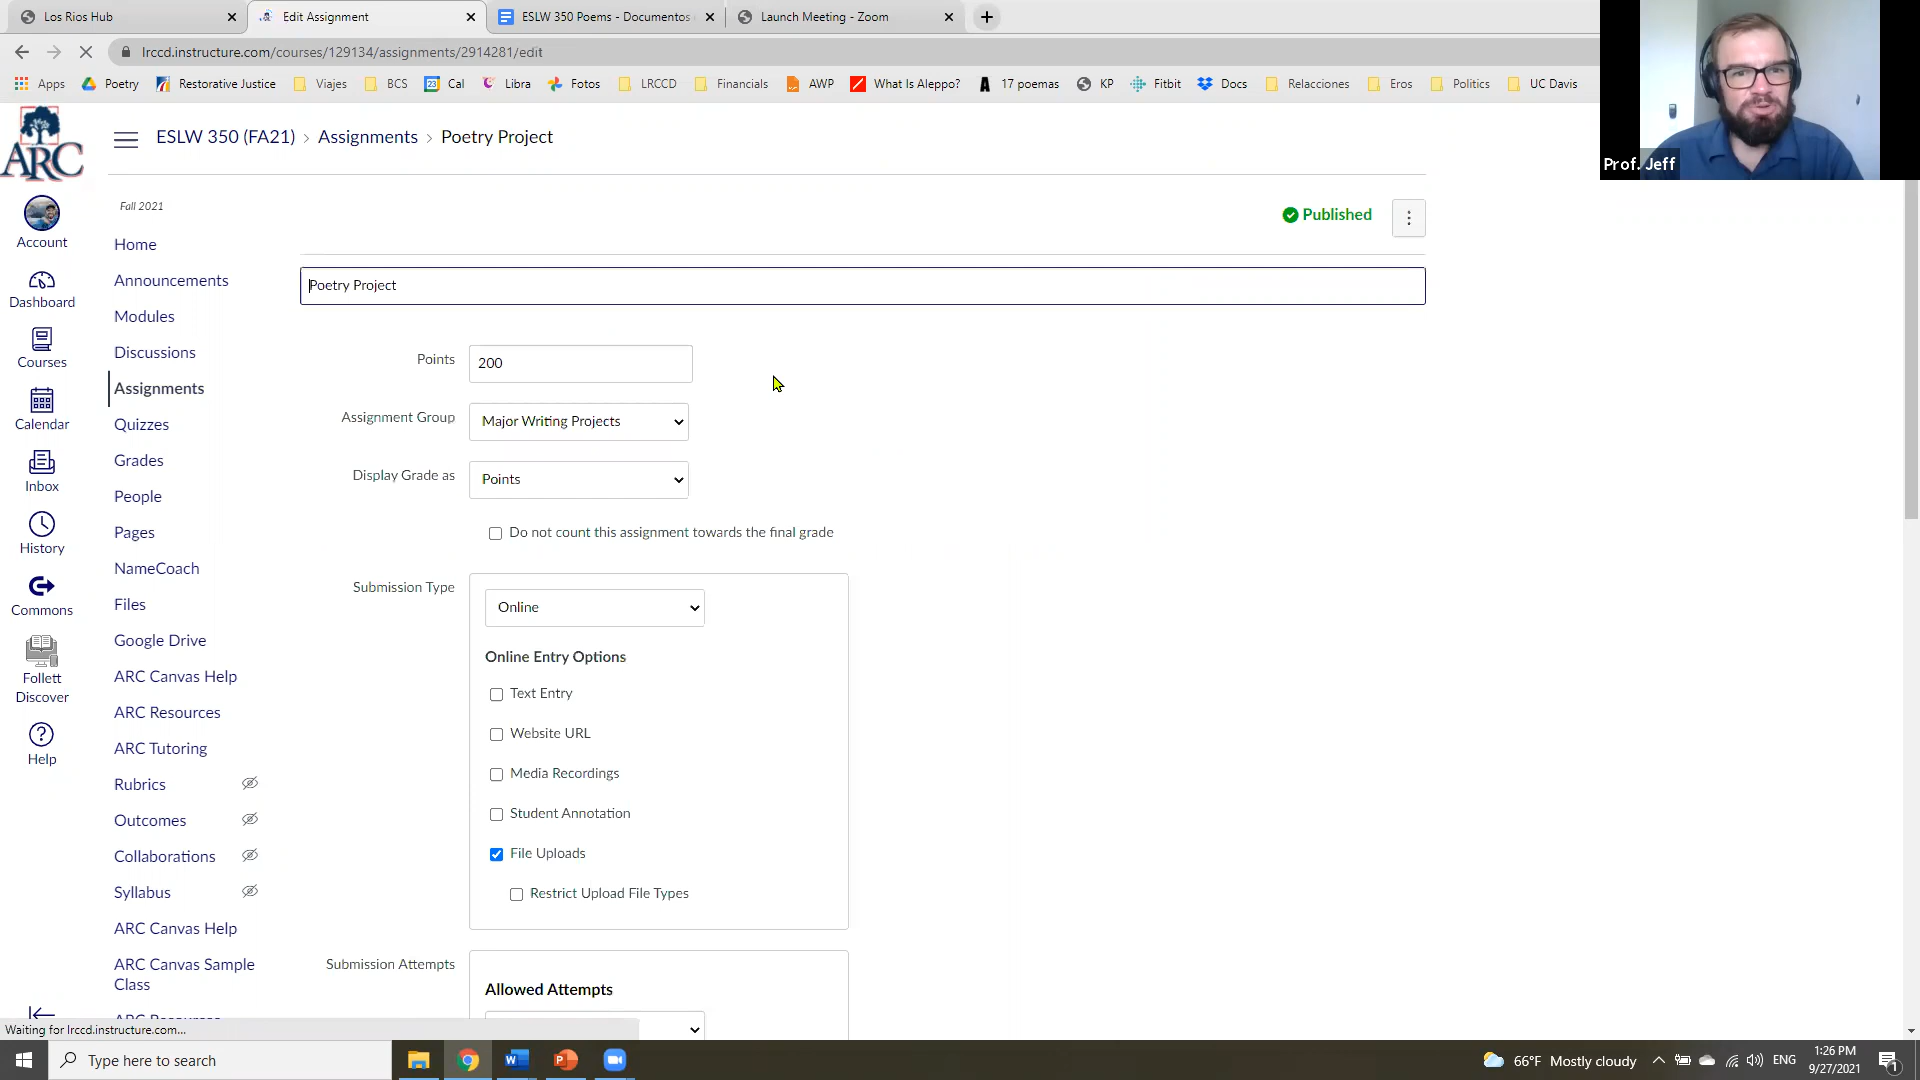 Los Rios Hub
Edit Assignment
ESLW 350 Poems - Documentos
Launch Meeting - Zoom
lrccd.instructure.com/courses/129134/assignments/2914281/edit
Apps
Poetry
Restorative Justice
Viajes
BCS
23
Cal
Libra
Fotos
LRCCD
Financials
AWP
What Is Aleppo?
17 poemas
KP
Fitbit
Docs
Relacciones
Eros
Politics
UC Davis
Prof. Jeff
ARC
ESLW 350 (FA21) › Assignments › Poetry Project
Account
Dashboard
Courses
Calendar
Inbox
History
Commons
Follett
Discover
Help
Fall 2021
Home
Announcements
Modules
Discussions
Assignments
Quizzes
Grades
People
Pages
NameCoach
Files
Google Drive
ARC Canvas Help
ARC Resources
ARC Tutoring
Rubrics
Outcomes
Collaborations
Syllabus
ARC Canvas Help
ARC Canvas Sample
Class
ARC Resources
Published
Poetry Project
Points
200
Assignment Group
Major Writing Projects
Display Grade as
Points
Do not count this assignment towards the final grade
Submission Type
Online
Online Entry Options
Text Entry
Website URL
Media Recordings
Student Annotation
File Uploads
Restrict Upload File Types
Submission Attempts
Allowed Attempts
Waiting for lrccd.instructure.com...
Type here to search
66°F Mostly cloudy
ENG
1:26 PM
9/27/2021
1